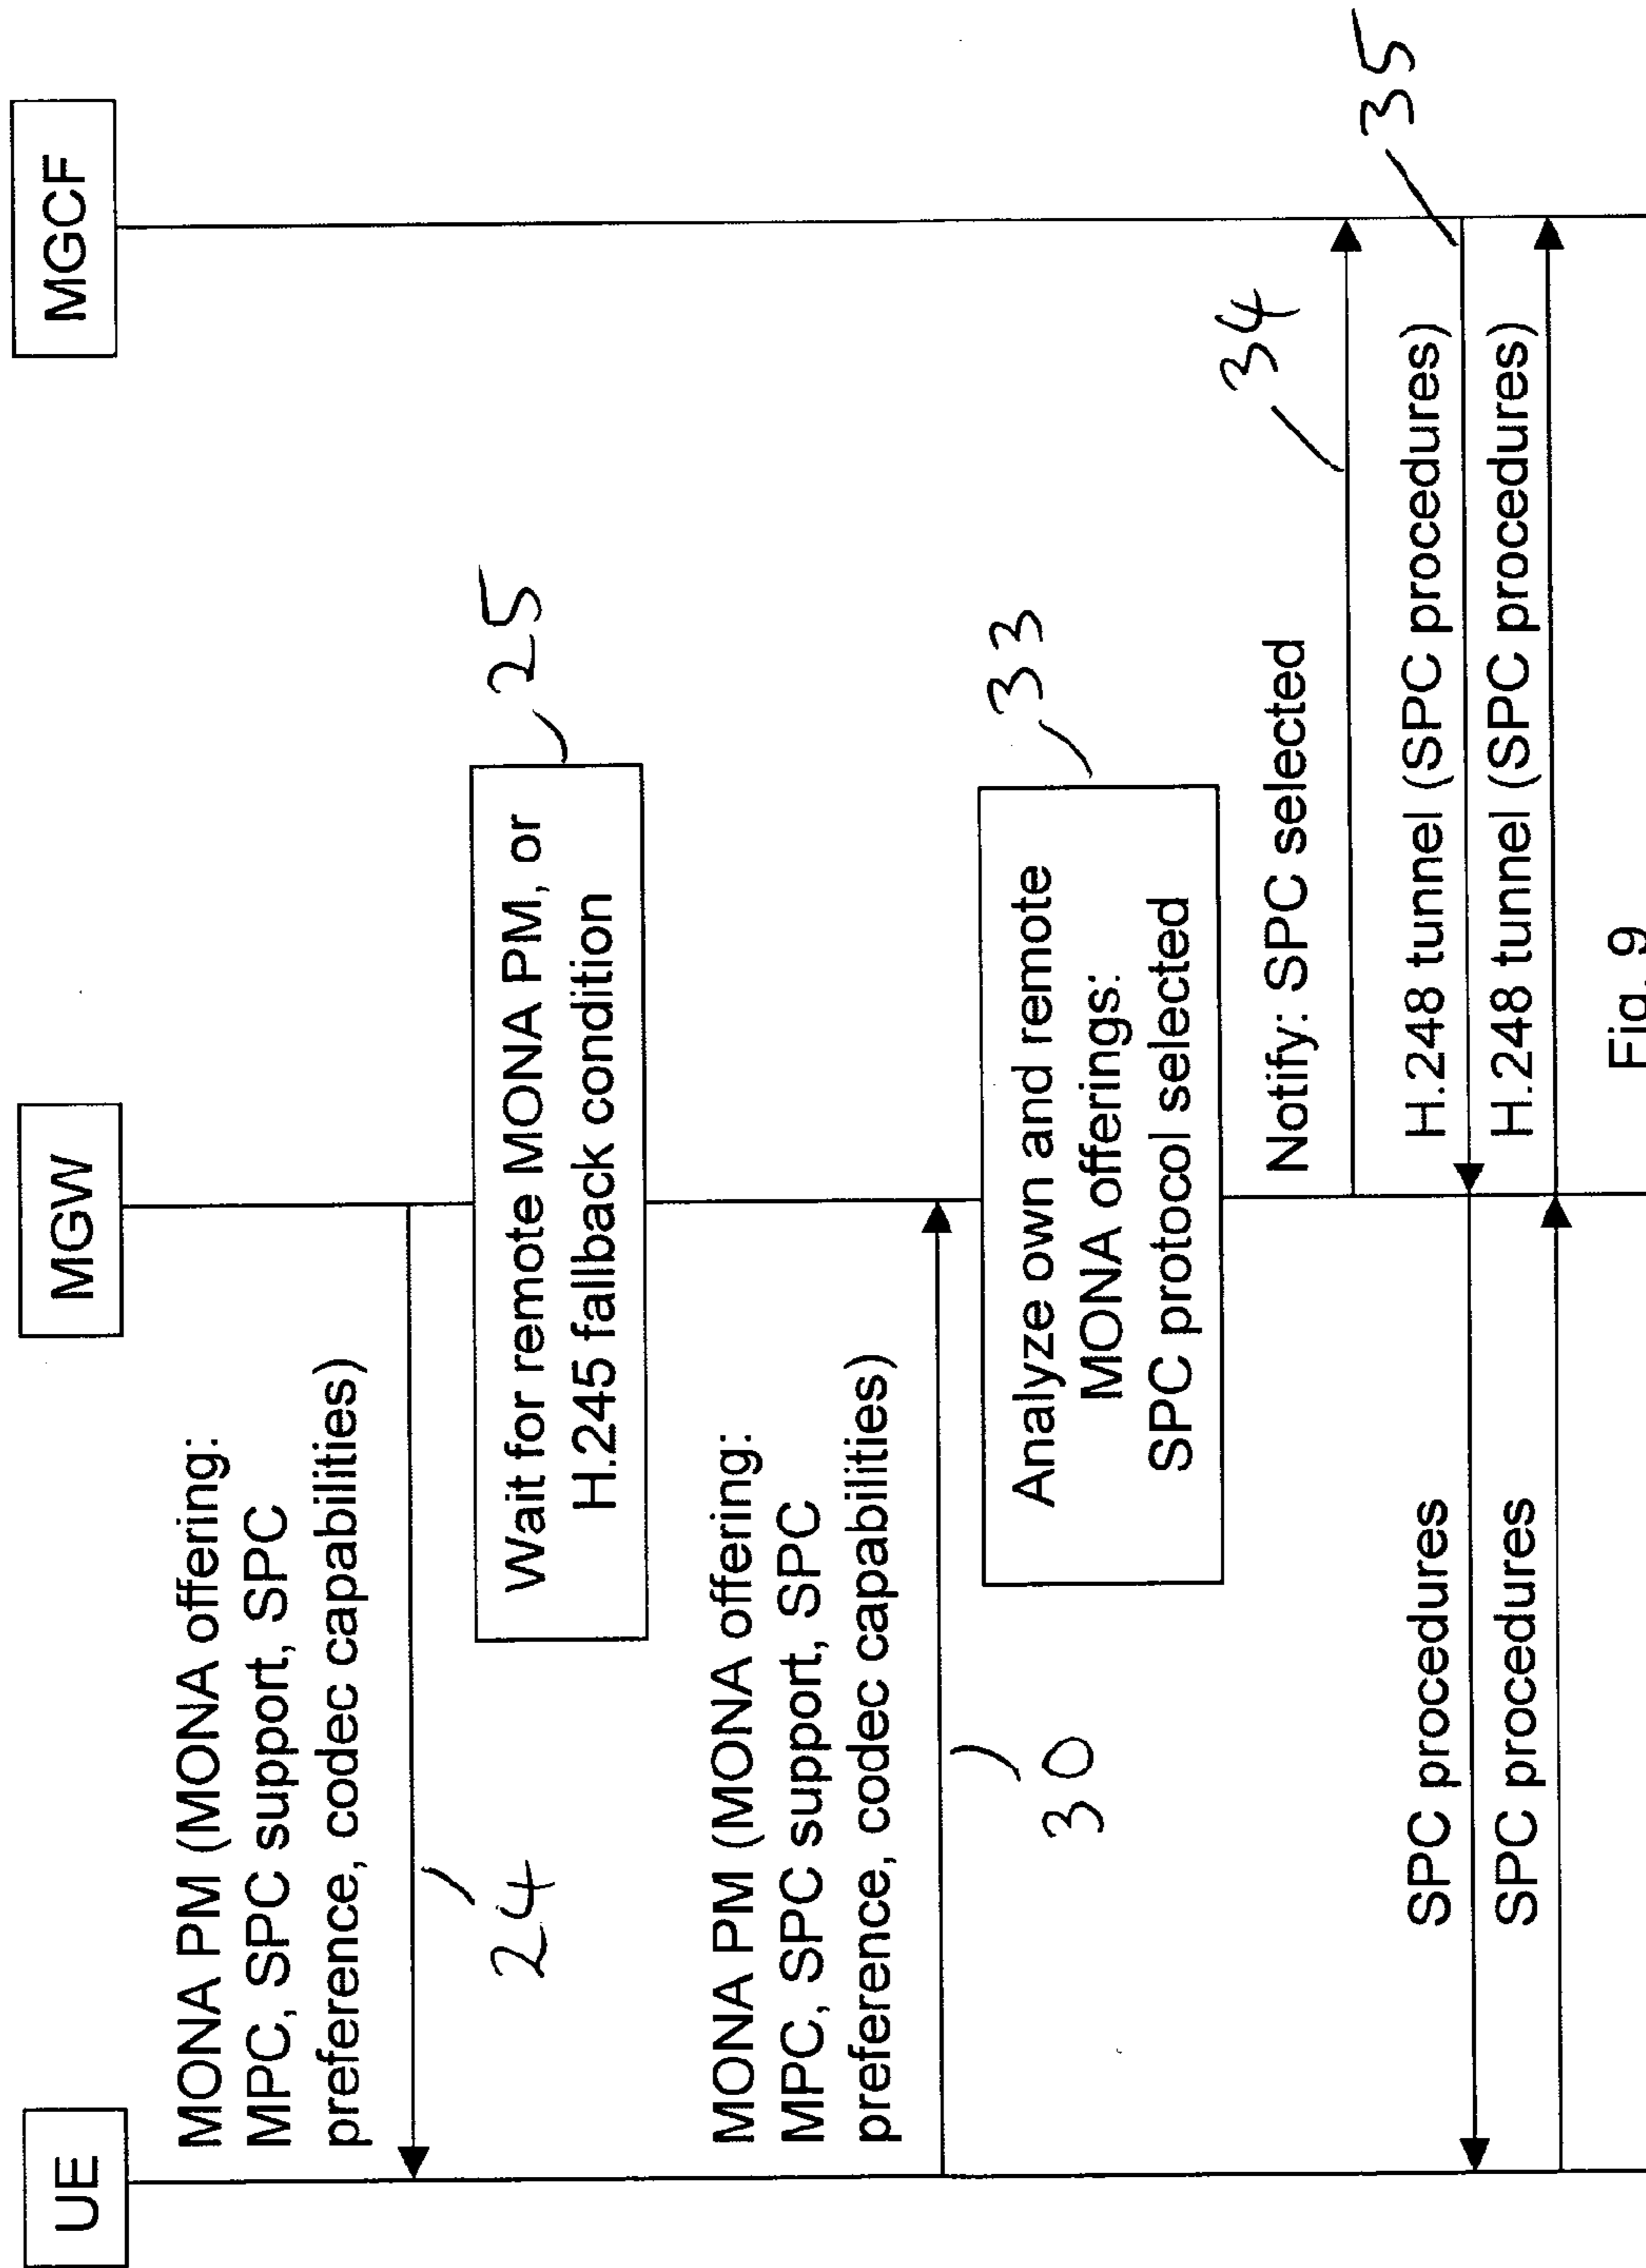 UE
MGW
MGCF
MONA PM (MONA offering:
MPC, SPC support, SPC
preference, codec capabilities)
24
Wait for remote MONA PM, or
H.245 fallback condition
25
MONA PM (MONA offering:
MPC, SPC support, SPC
preference, codec capabilities)
30
Analyze own and remote
MONA offerings:
SPC protocol selected
33
Notify: SPC selected
34
SPC procedures
H.248 tunnel (SPC procedures)
35
SPC procedures
H.248 tunnel (SPC procedures)
Fig. 9